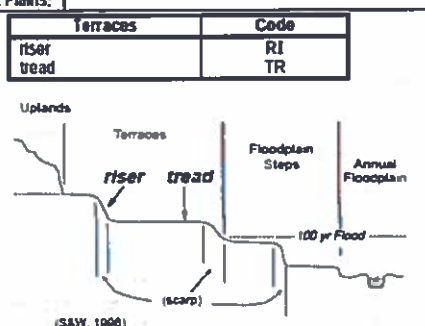 Plains;
Terraces Code
riser RI
tread TR
Uplands
Terraces
Floodplain
Steps
Annual
Floodplain
riser tread
100 yr Flood
(scarp)
(S&W, 1996)